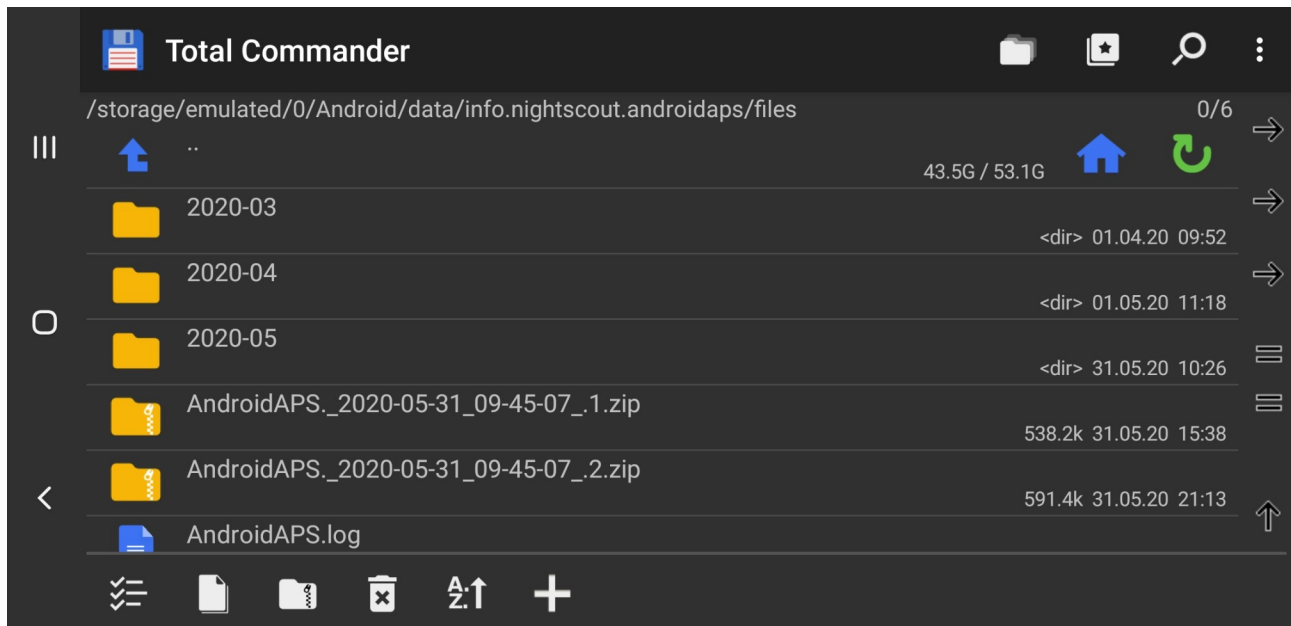 Total Commander
/storage/emulated/0/Android/data/info.nightscout.androidaps/files 0/6
..
43.5G / 53.1G
2020-03
<dir> 01.04.20 09:52
2020-04
<dir> 01.05.20 11:18
2020-05
<dir> 31.05.20 10:26
AndroidAPS._2020-05-31_09-45-07_.1.zip
538.2k 31.05.20 15:38
AndroidAPS._2020-05-31_09-45-07_.2.zip
591.4k 31.05.20 21:13
AndroidAPS.log
A.
Z.